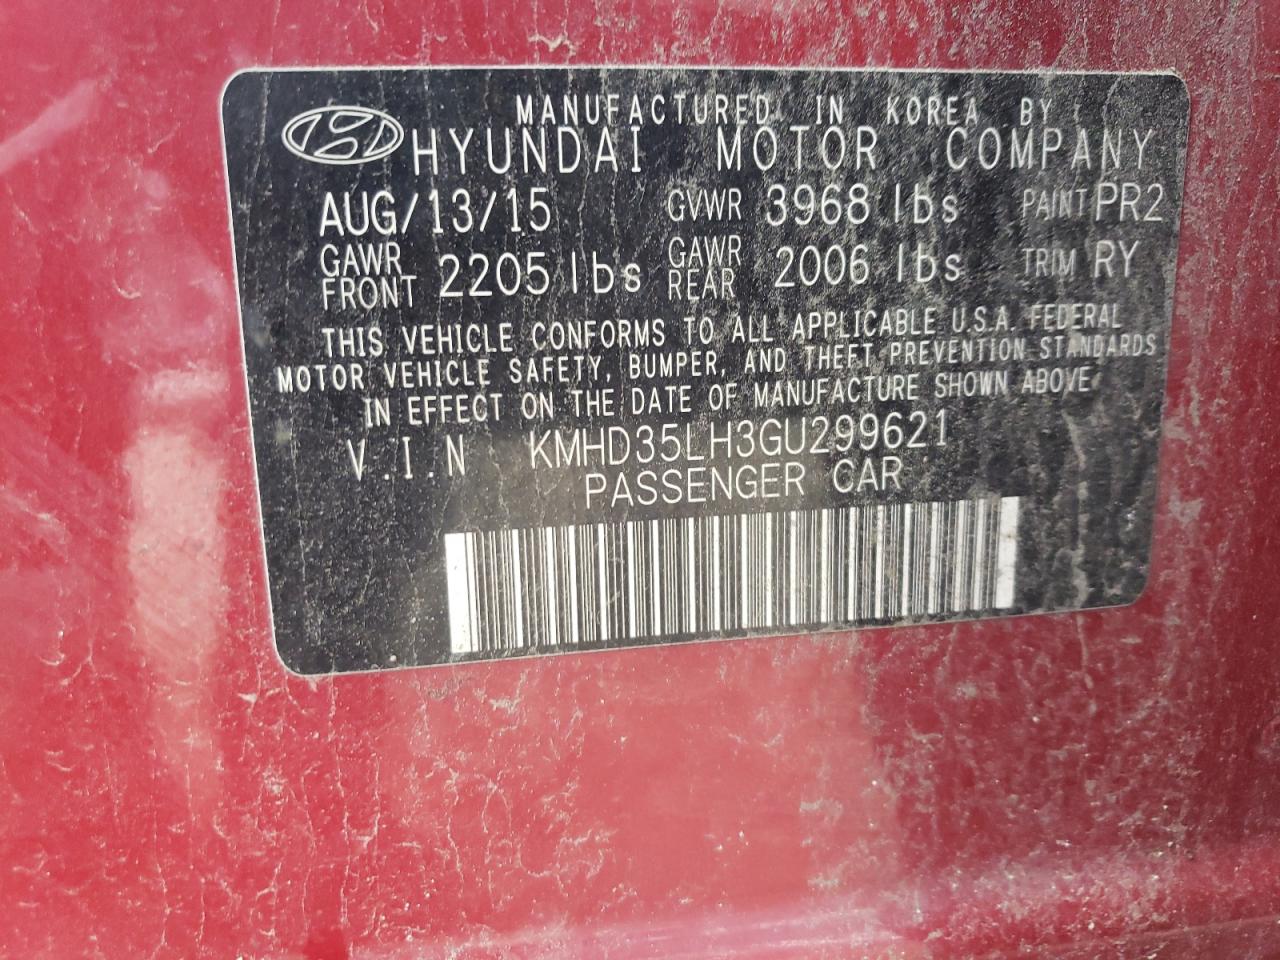 MANUFACTURED IN KOREA BY
HYUNDAI MOTOR COMPANY
AUG/13/15 GVWR 3968 lbs PAINT PR2
GAWR FRONT 2205 lbs GAWR REAR 2006 lbs TRIM RY
THIS VEHICLE CONFORMS TO ALL APPLICABLE U.S.A. FEDERAL
MOTOR VEHICLE SAFETY, BUMPER, AND THEFT PREVENTION STANDARDS
IN EFFECT ON THE DATE OF MANUFACTURE SHOWN ABOVE
V.I.N KMHD35LH3GU299621
PASSENGER CAR